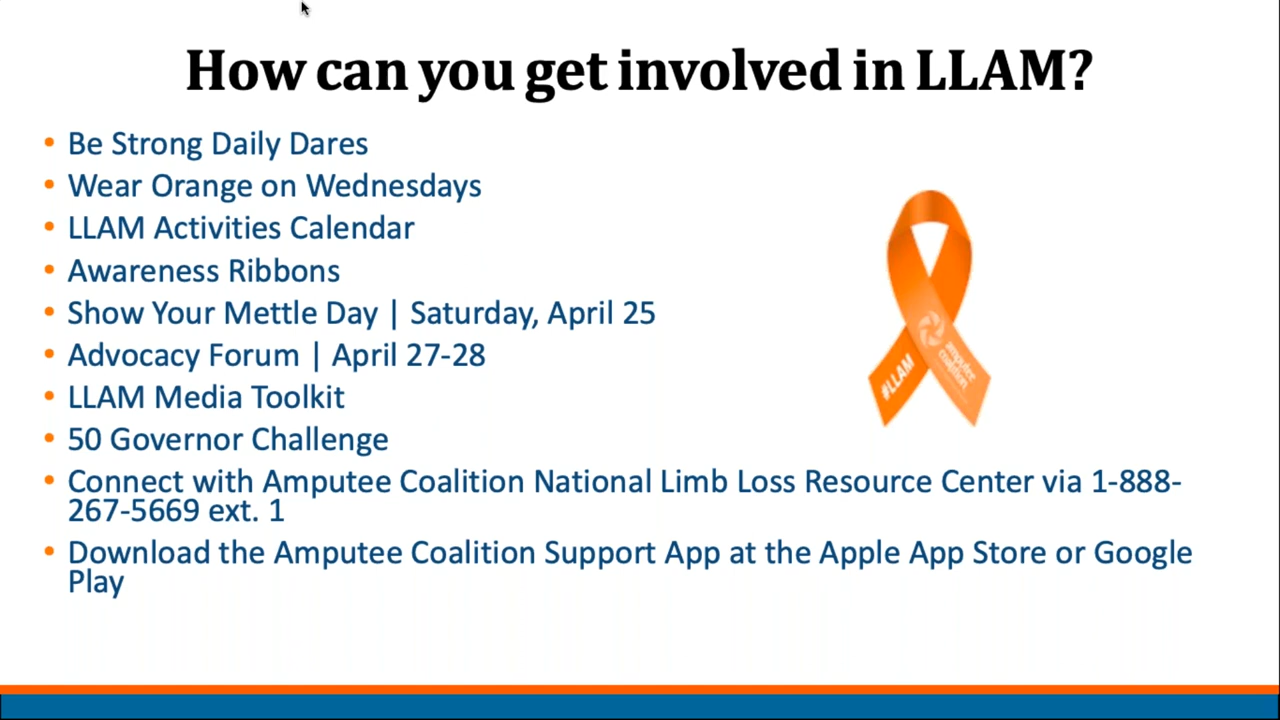 How can you get involved in LLAM?
• Be Strong Daily Dares
• Wear Orange on Wednesdays
• LLAM Activities Calendar
• Awareness Ribbons
• Show Your Mettle Day | Saturday, April 25
• Advocacy Forum | April 27-28
• LLAM Media Toolkit
• 50 Governor Challenge
• Connect with Amputee Coalition National Limb Loss Resource Center via 1-888-
267-5669 ext. 1
• Download the Amputee Coalition Support App at the Apple App Store or Google
Play
#LLAM
amputee
coalition